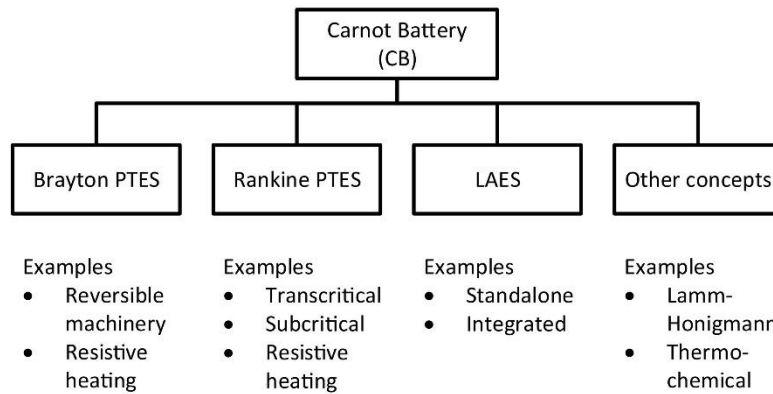 Carnot Battery
(CB)
Brayton PTES
Rankine PTES
LAES
Other concepts
Examples
• Reversible
machinery
• Resistive
heating
Examples
• Transcritical
• Subcritical
• Resistive
heating
Examples
• Standalone
• Integrated
Examples
• Lamm-
Honigmann
• Thermo-
chemical